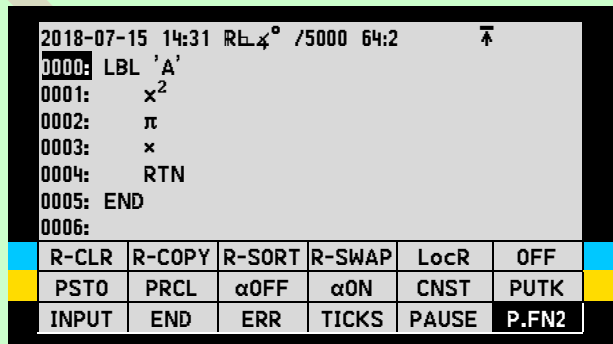 2018-07-15 14:31 R∟∡° /5000 64:2
0000: LBL 'A'
0001: x²
0002: π
0003: ×
0004: RTN
0005: END
0006:
R-CLR R-COPY R-SORT R-SWAP LocR OFF
PSTO PRCL αOFF αON CNST PUTK
INPUT END ERR TICKS PAUSE P.FN2